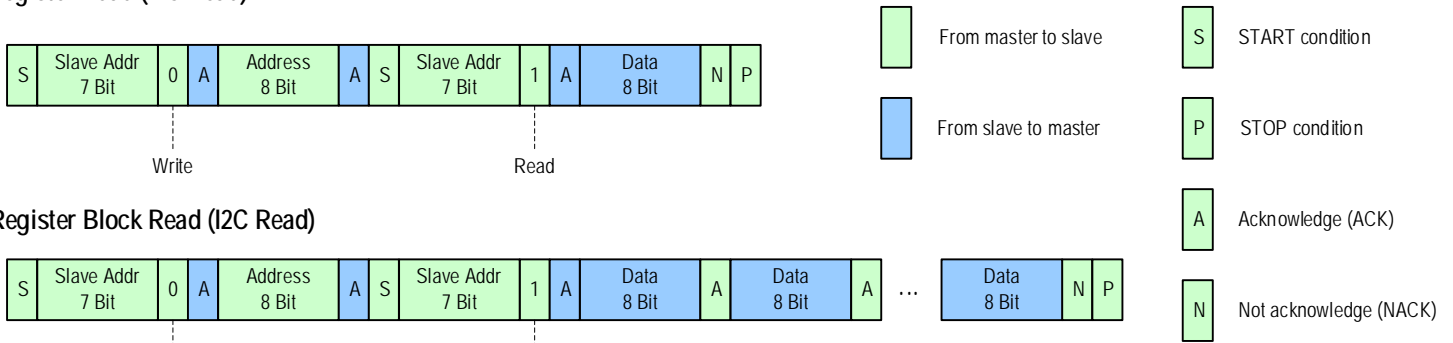 S
Slave Addr
7 Bit
0
A
Address
8 Bit
A
S
Slave Addr
7 Bit
1
A
Data
8 Bit
N
P
Write
Read
From master to slave
From slave to master
S
START condition
P
STOP condition
A
Acknowledge (ACK)
N
Not acknowledge (NACK)
Register Block Read (I2C Read)
S
Slave Addr
7 Bit
0
A
Address
8 Bit
A
S
Slave Addr
7 Bit
1
A
Data
8 Bit
A
Data
8 Bit
A
...
Data
8 Bit
N
P